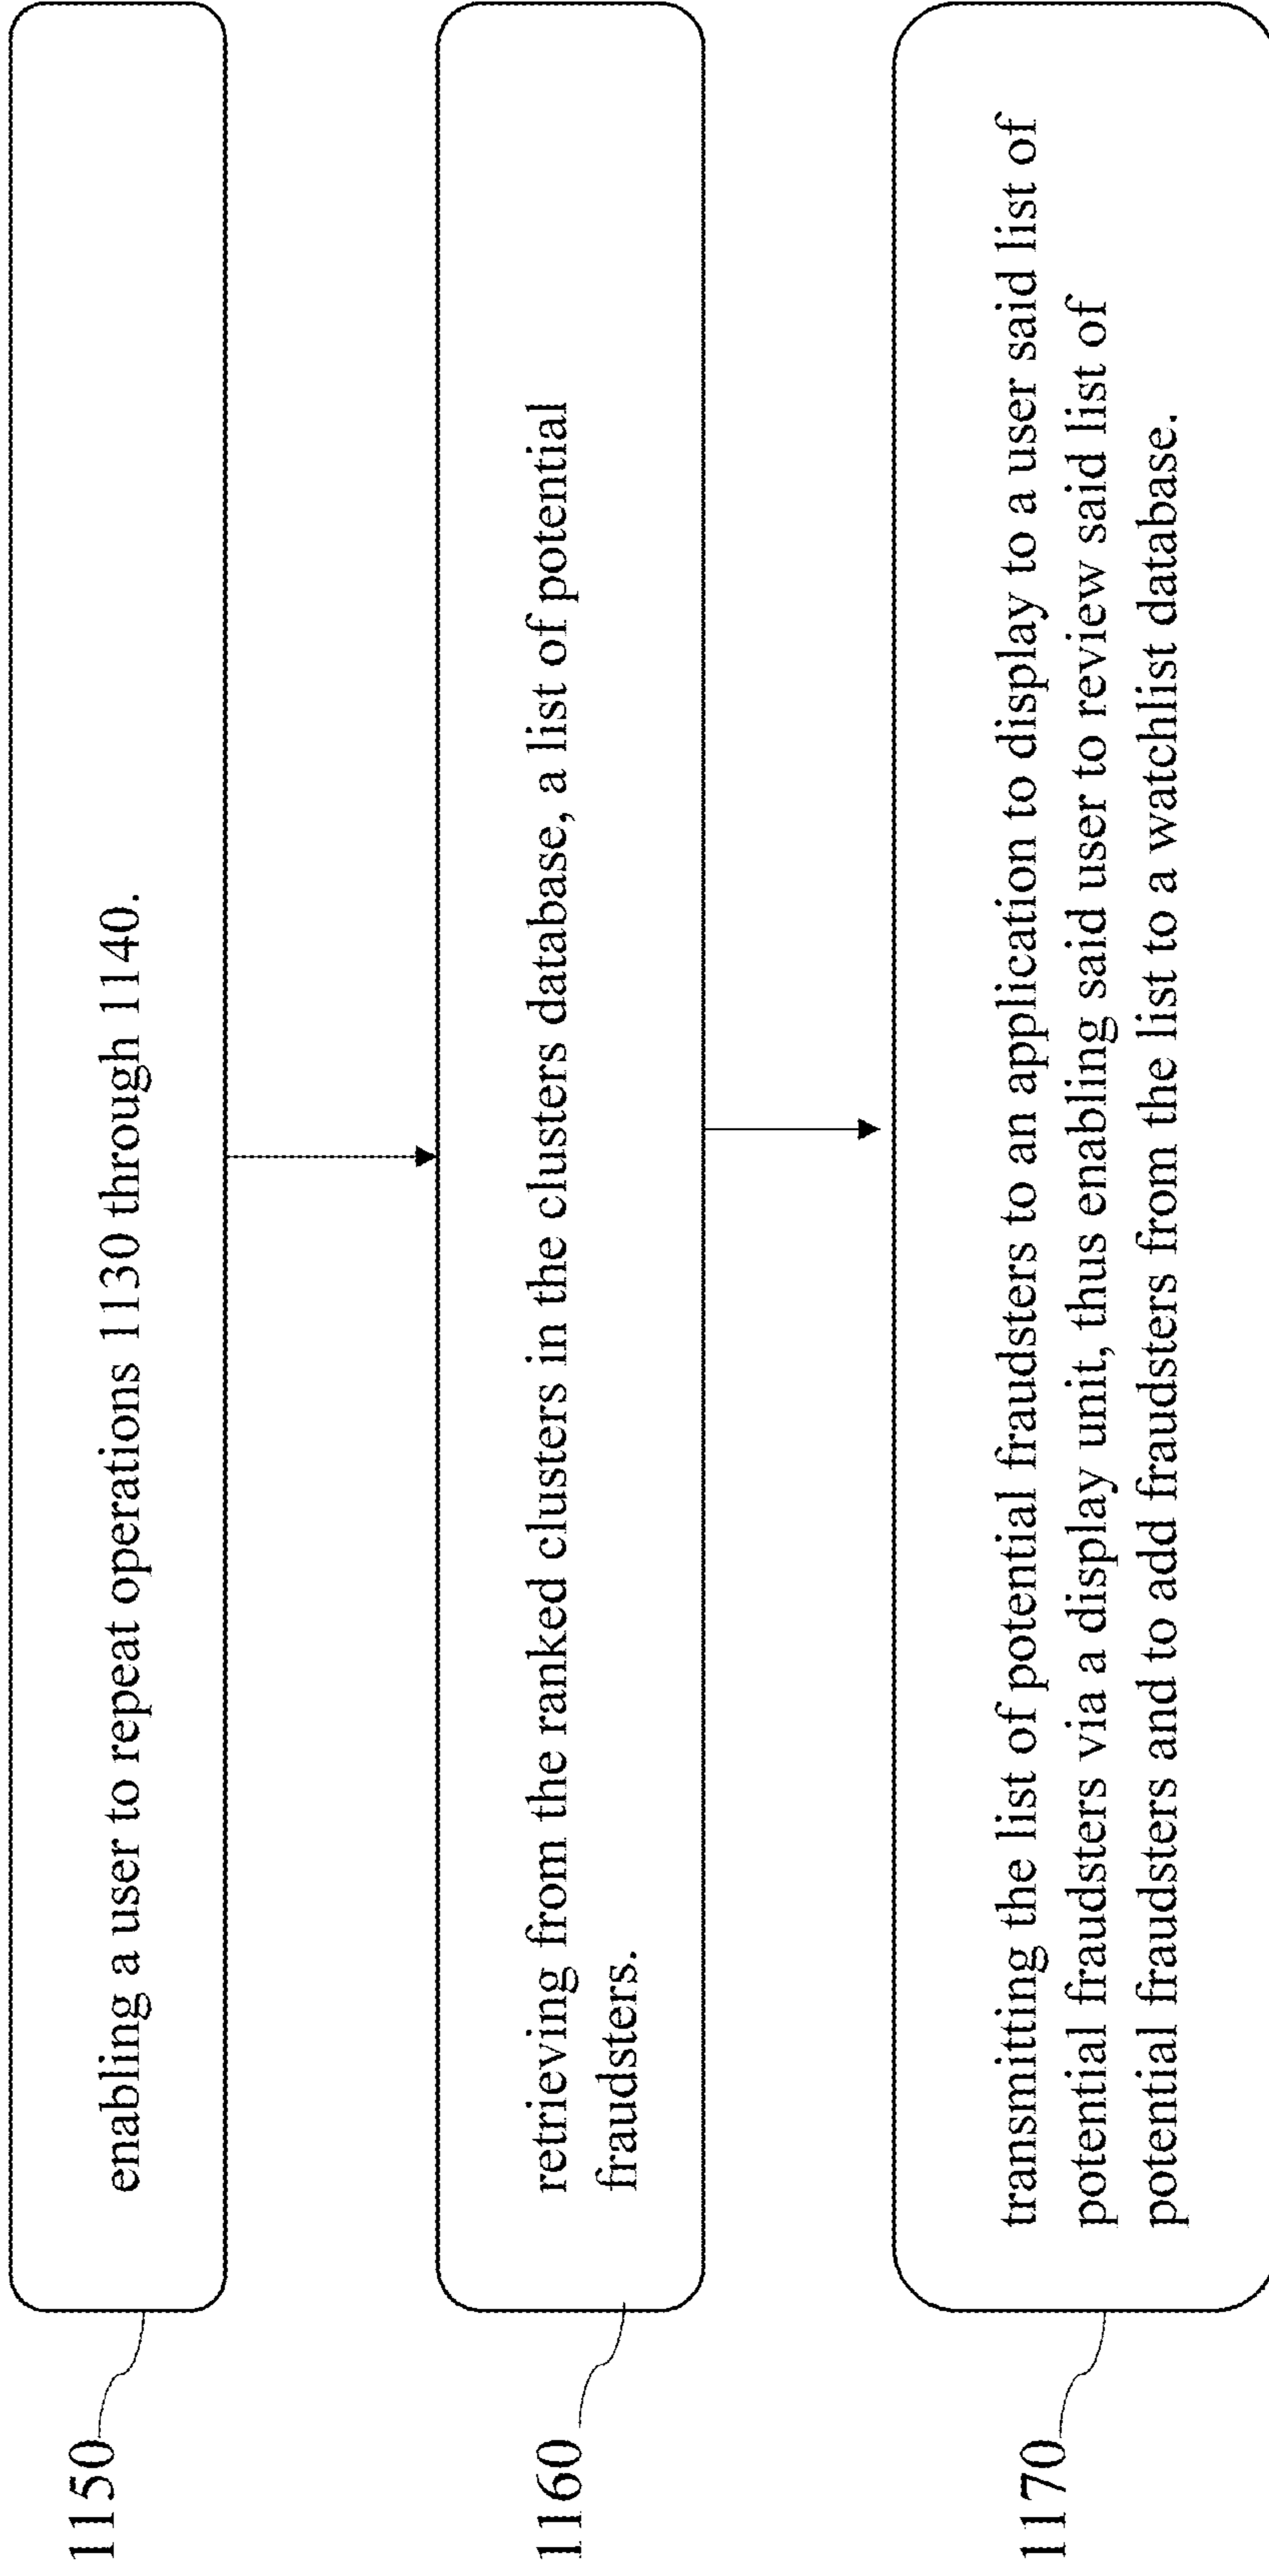 1150
enabling a user to repeat operations 1130 through 1140.
1160
retrieving from the ranked clusters in the clusters database, a list of potential
fraudsters.
1170
transmitting the list of potential fraudsters to an application to display to a user said list of
potential fraudsters via a display unit, thus enabling said user to review said list of
potential fraudsters and to add fraudsters from the list to a watchlist database.